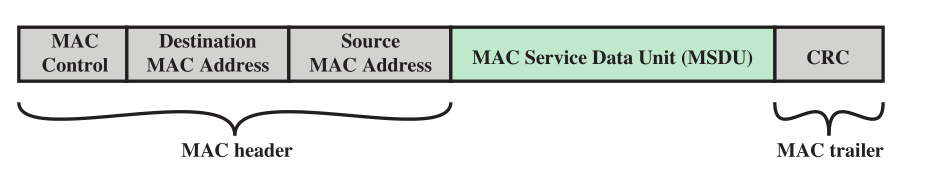 MAC
Control
Destination
MAC Address
Source
MAC Address
MAC Service Data Unit (MSDU)
CRC
MAC header
MAC trailer